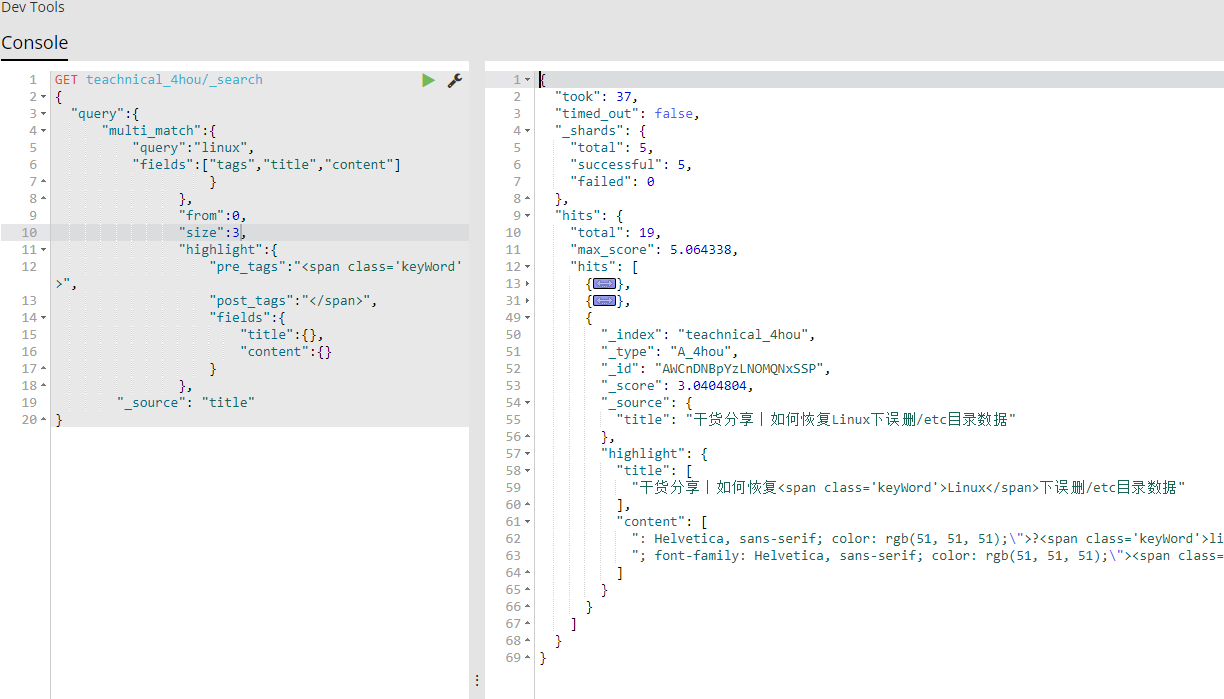 Dev Tools
Console
1 GET teachnical_4hou/_search
2 {
3 "query":{
4 "multi_match":{
5 "query":"linux",
6 "fields":["tags","title","content"]
7 }
8 },
9 "from":0,
10 "size":3,
11 "highlight":{
12 "pre_tags":"<span class='keyWord'
>",
13 "post_tags":"</span>",
14 "fields":{
15 "title":{},
16 "content":{}
17 }
18 },
19 "_source": "title"
20 }
1 {
2 "took": 37,
3 "timed_out": false,
4 "_shards": {
5 "total": 5,
6 "successful": 5,
7 "failed": 0
8 },
9 "hits": {
10 "total": 19,
11 "max_score": 5.064338,
12 "hits": [
13 {},
31 {},
49 {
50 "_index": "teachnical_4hou",
51 "_type": "A_4hou",
52 "_id": "AWCnDNBpYzLNOMQNxSSP",
53 "_score": 3.0404804,
54 "_source": {
55 "title": "干货分享丨如何恢复Linux下误删/etc目录数据"
56 },
57 "highlight": {
58 "title": [
59 "干货分享丨如何恢复<span class='keyWord'>Linux</span>下误删/etc目录数据"
60 ],
61 "content": [
62 ": Helvetica, sans-serif; color: rgb(51, 51, 51);\">?<span class='keyWord'>li
63 "; font-family: Helvetica, sans-serif; color: rgb(51, 51, 51);\"><span class=
64 ]
65 }
66 }
67 ]
68 }
69 }